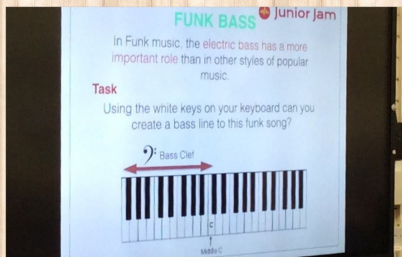 FUNK BASS
Junior Jam
In Funk music, the electric bass has a more
important role than in other styles of popular
music.
Task
Using the white keys on your keyboard can you
create a bass line to this funk song?
Bass Clef
C
Middle C